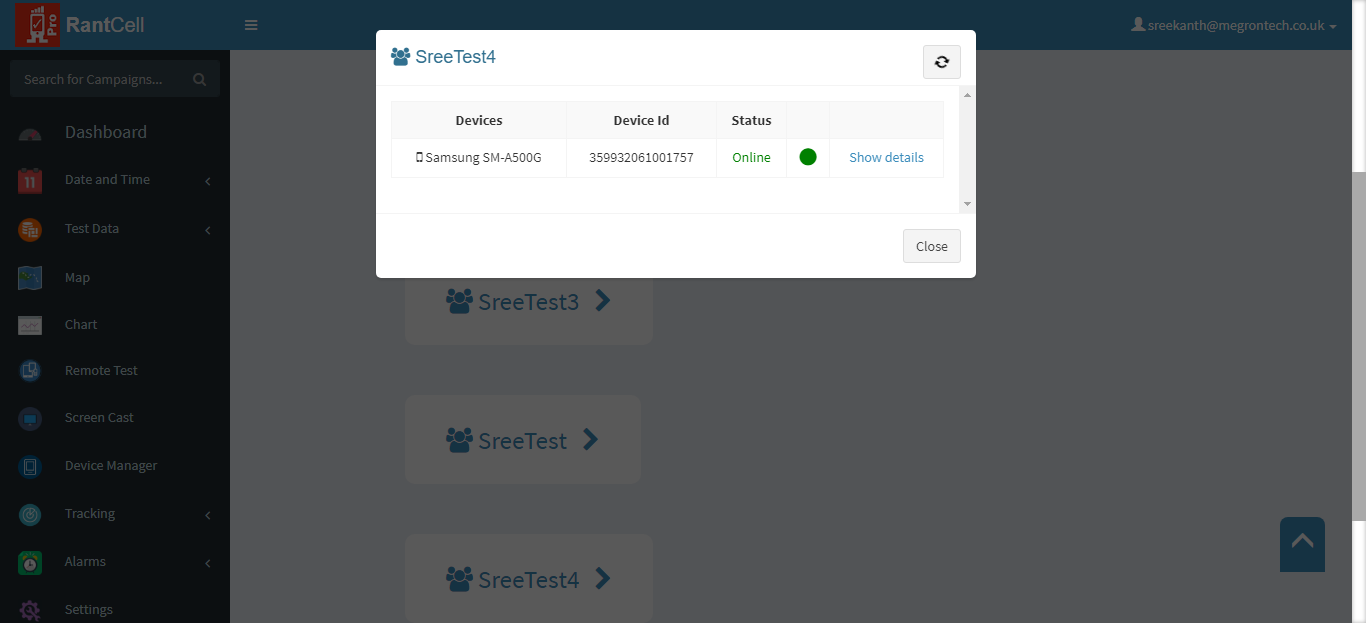 Pro
RantCell
sreekanth@megrontech.co.uk
Search for Campaigns...
Dashboard
11
Date and Time
Test Data
Map
Chart
Remote Test
Screen Cast
Device Manager
Tracking
Alarms
Settings
SreeTest4
Devices Device Id Status
Samsung SM-A500G 359932061001757 Online Show details
Close
SreeTest3
SreeTest
SreeTest4